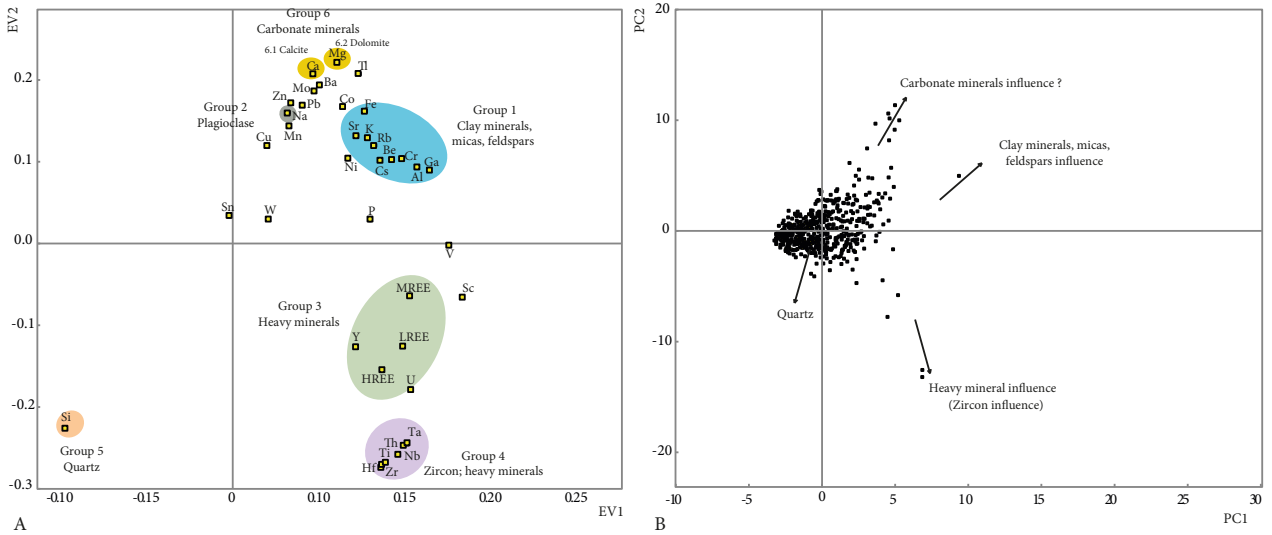 EV2
Group 6
Carbonate minerals
6.1 Calcite
6.2 Dolomite
Mg
Ca
Tl
Ba
Mo
0.2
Zn
Pb
Co
Fe
Na
Group 2
Plagioclase
Mn
Group 1
Clay minerals,
micas, feldspars
Sr
K
Rb
Cu
Be
Cr
Ga
Ni
Cs
Al
0.1
Sn
W
P
0.0
V
MREE
Sc
Group 3
Heavy minerals
-0.1
Y
LREE
HREE
U
-0.2
Si
Group 5
Quartz
Ta
Th
Ti
Nb
Hf
Zr
Group 4
Zircon; heavy minerals
-0.3
-0.10
-0.15
0
0.10
0.15
0.20
0.25
EV1
A
PC2
20
Carbonate minerals influence ?
10
Clay minerals, micas,
feldspars influence
0
Quartz
-10
Heavy mineral influence
(Zircon influence)
-20
-10
-5
0
5
10
15
20
25
30
PC1
B